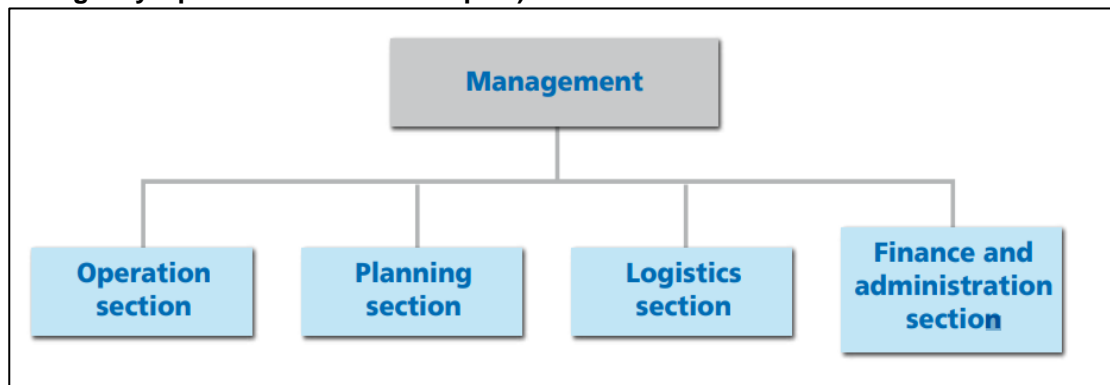 Management
Operation
section
Planning
section
Logistics
section
Finance and
administration
section